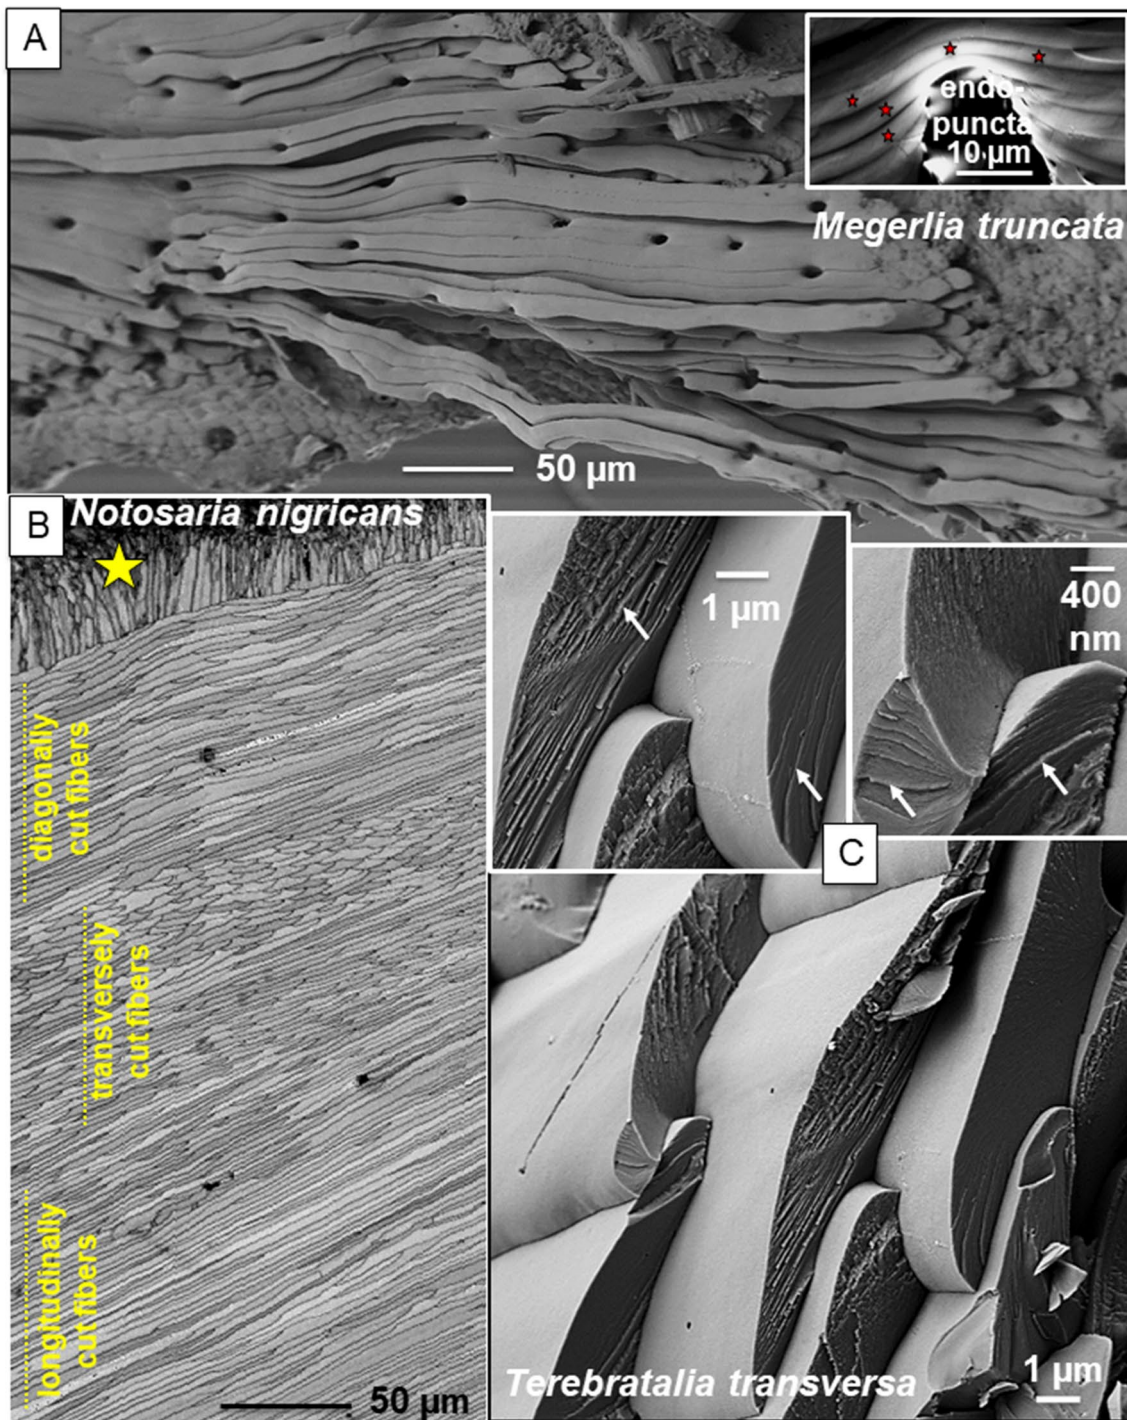 A
endo-
puncta
10 µm
Megerlia truncata
50 µm
B
Notosaria nigricans
diagonally
cut fibers
transversely
cut fibers
longitudinally
cut fibers
50 µm
1 µm
400
nm
C
Terebratalia transversa
1 µm